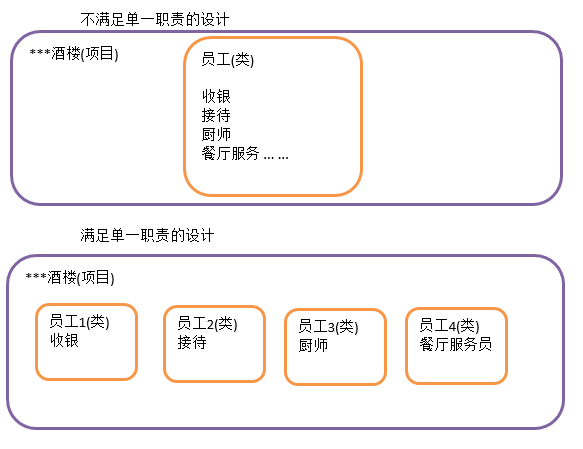 不满足单一职责的设计
***酒楼(项目)
员工(类)
收银
接待
厨师
餐厅服务 ... ...
满足单一职责的设计
***酒楼(项目)
员工1(类)
收银
员工2(类)
接待
员工3(类)
厨师
员工4(类)
餐厅服务员